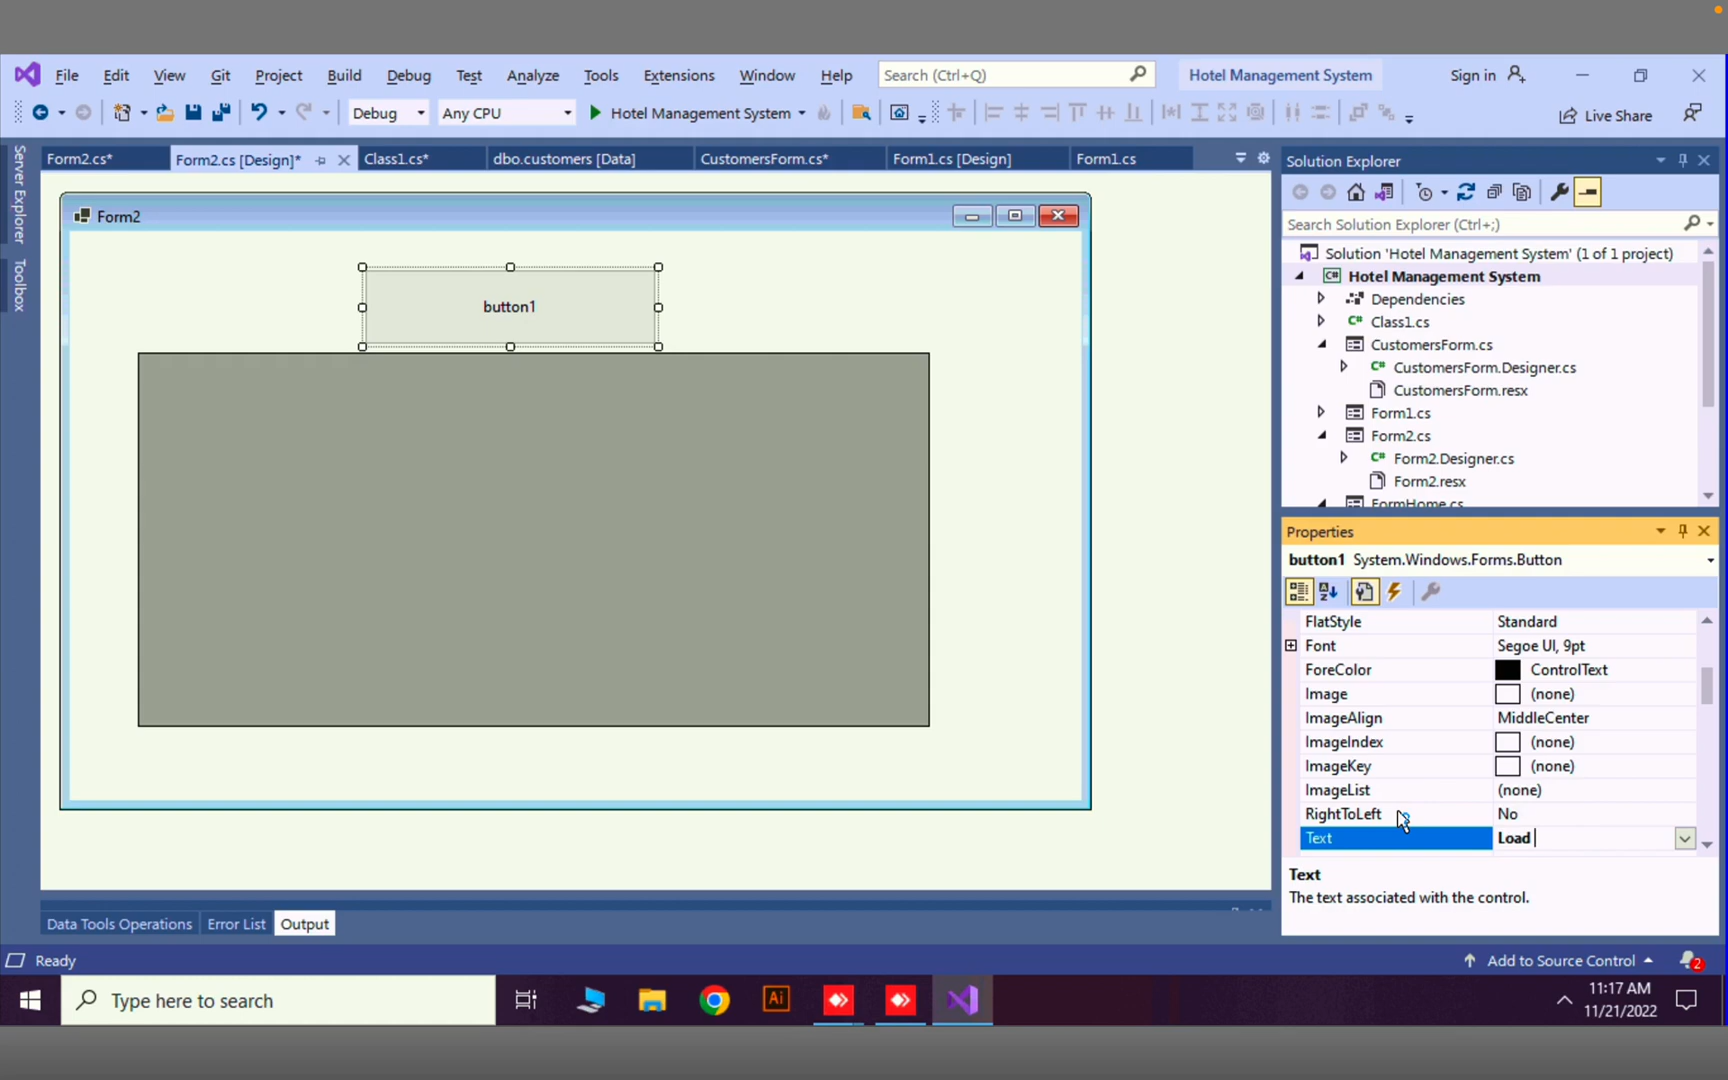 File Edit View Git Project Build Debug Test Analyze Tools Extensions Window Help Search (Ctrl+Q) Hotel Management System Sign in
Debug Any CPU Hotel Management System Live Share
Server Explorer
Toolbox
Form2.cs* Form2.cs [Design]* Class1.cs* dbo.customers [Data] CustomersForm.cs* Form1.cs [Design] Form1.cs
Form2
button1
Solution Explorer
Search Solution Explorer (Ctrl+;)
Solution 'Hotel Management System' (1 of 1 project)
C# Hotel Management System
Dependencies
C# Class1.cs
CustomersForm.cs
C# CustomersForm.Designer.cs
CustomersForm.resx
Form1.cs
Form2.cs
C# Form2.Designer.cs
Form2.resx
FormHome.cs
Properties
button1 System.Windows.Forms.Button
FlatStyle Standard
Font Segoe UI, 9pt
ForeColor ControlText
Image (none)
ImageAlign MiddleCenter
ImageIndex (none)
ImageKey (none)
ImageList (none)
RightToLeft No
Text Load
Text
The text associated with the control.
Data Tools Operations Error List Output
Ready Add to Source Control 2
Type here to search Ai
11:17 AM
11/21/2022